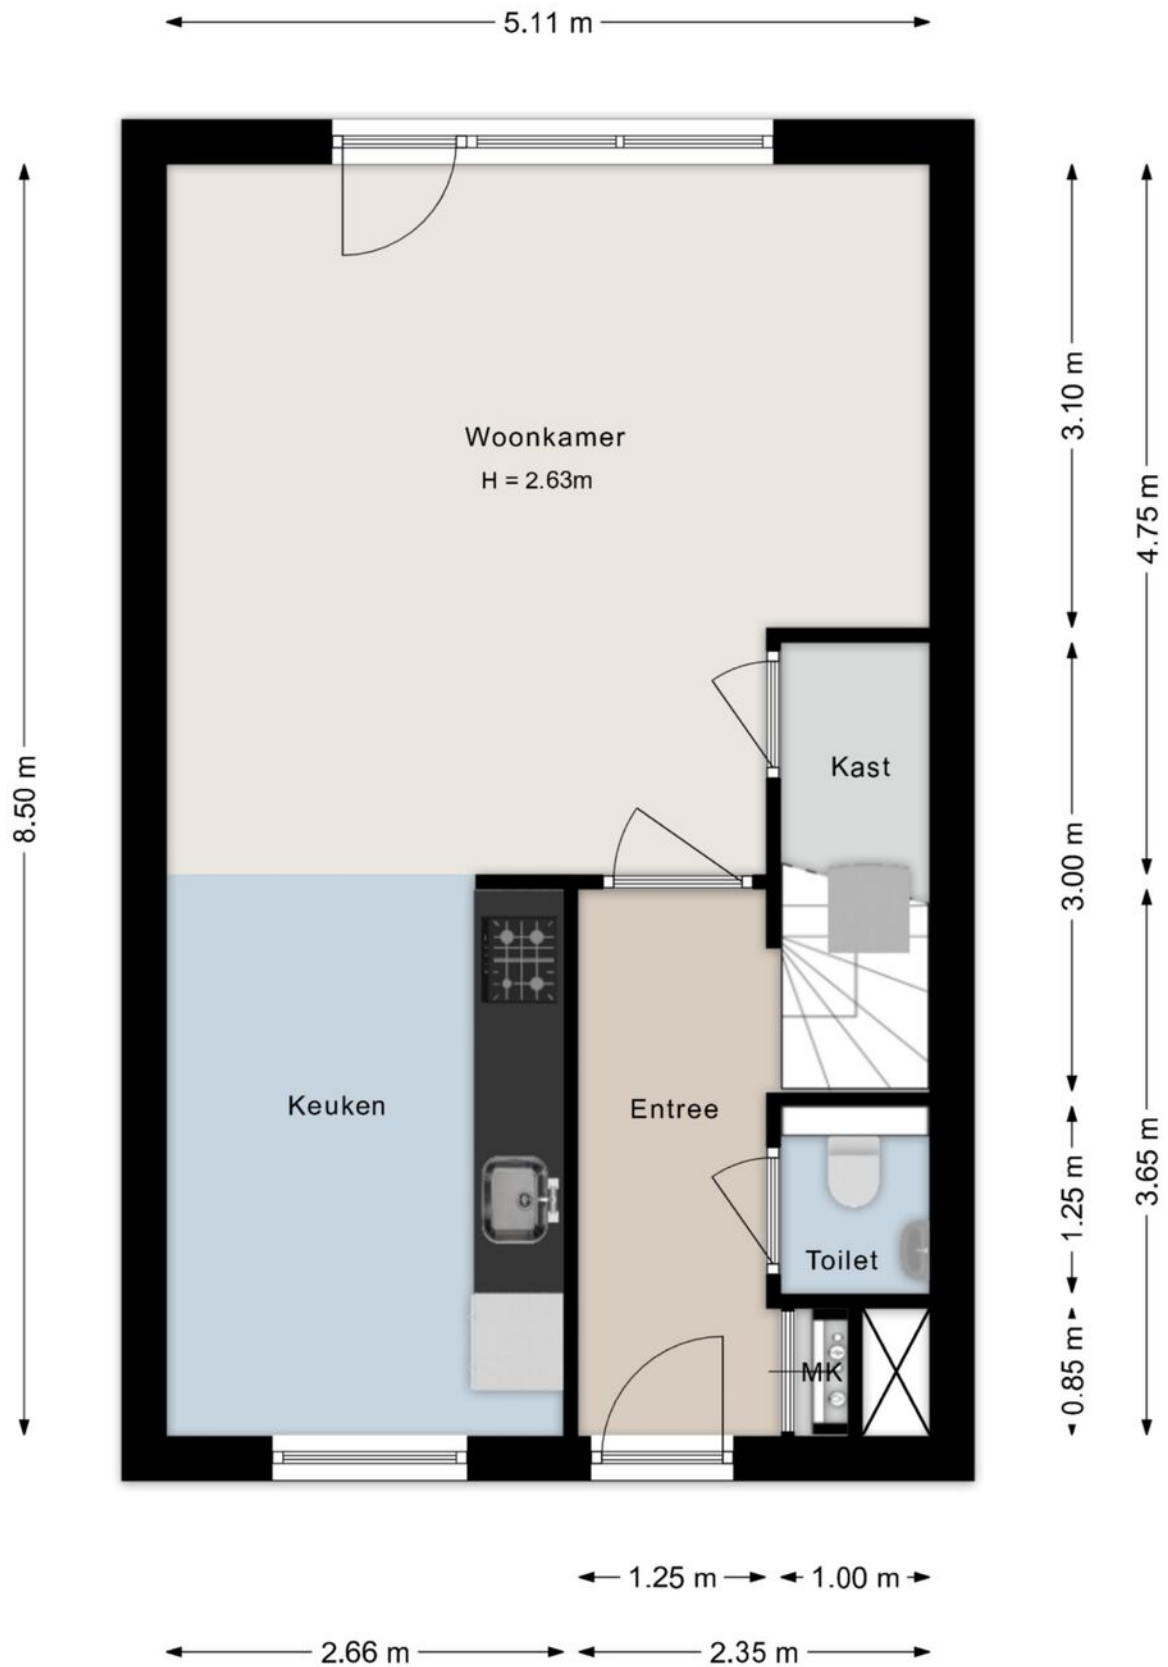 5.11 m
Woonkamer
H = 2.63m
3.10 m
4.75 m
8.50 m
Kast
3.00 m
Keuken
Entree
1.25 m
3.65 m
Toilet
0.85 m
MK
1.25 m
1.00 m
2.66 m
2.35 m